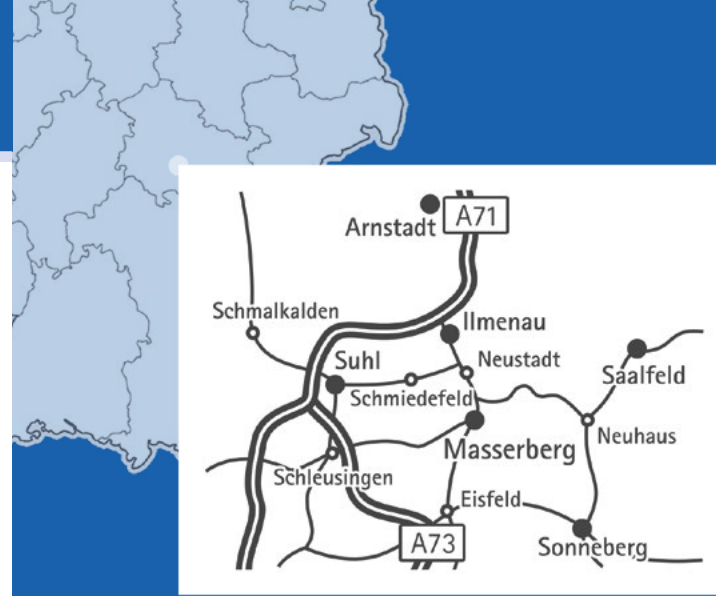 A71
Arnstadt
Schmalkalden
Ilmenau
Suhl
Neustadt
Saalfeld
Schmiedefeld
Masserberg
Neuhaus
Schleusingen
Eisfeld
A73
Sonneberg